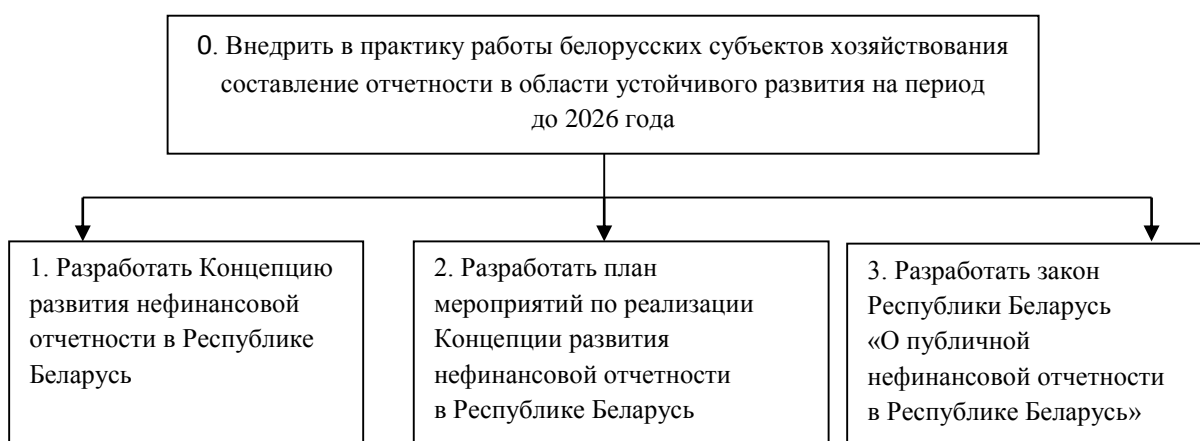 0. Внедрить в практику работы белорусских субъектов хозяйствования
составление отчетности в области устойчивого развития на период
до 2026 года
1. Разработать Концепцию
развития нефинансовой
отчетности в Республике
Беларусь
2. Разработать план
мероприятий по реализации
Концепции развития
нефинансовой отчетности
в Республике Беларусь
3. Разработать закон
Республики Беларусь
«О публичной
нефинансовой отчетности
в Республике Беларусь»